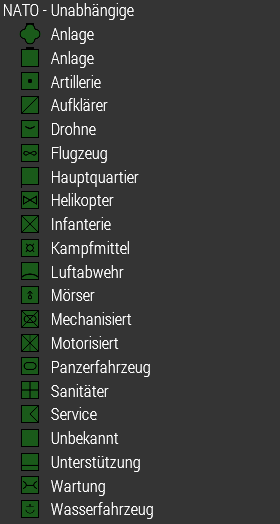 NATO - Unabhängige
Anlage
Anlage
Artillerie
Aufklärer
Drohne
Flugzeug
Hauptquartier
Helikopter
Infanterie
Kampfmittel
Luftabwehr
Mörser
Mechanisiert
Motorisiert
Panzerfahrzeug
Sanitäter
Service
Unbekannt
Unterstützung
Wartung
Wasserfahrzeug